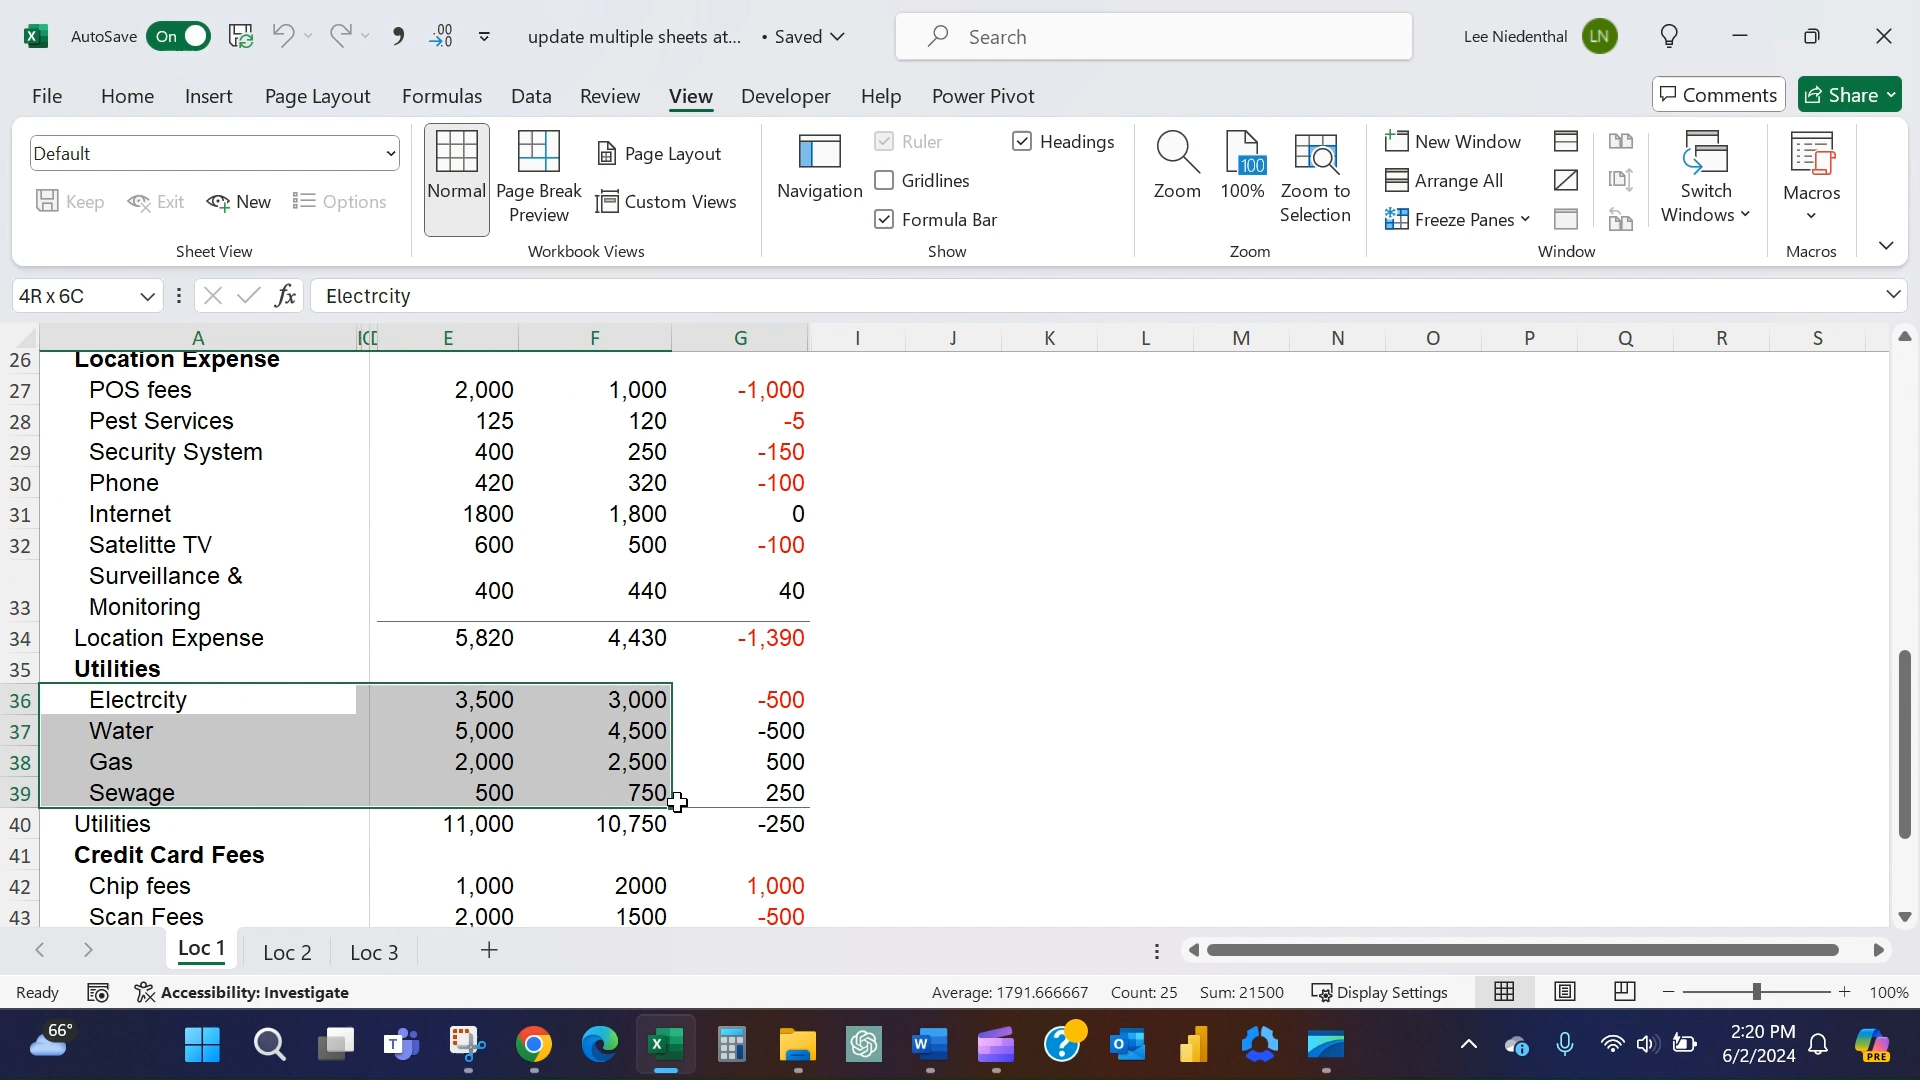 AutoSave On update multiple sheets at... • Saved Search Lee Niedenthal LN
File Home Insert Page Layout Formulas Data Review View Developer Help Power Pivot Comments Share
Default
Keep Exit New Options
Sheet View
Normal
Page Break Preview
Page Layout
Custom Views
Workbook Views
Navigation
Ruler
Gridlines
Formula Bar
Headings
Show
Zoom
100
100%
Zoom to Selection
Zoom
New Window
Arrange All
Freeze Panes
Switch Windows
Window
Macros
Macros
4R x 6C fx Electrcity
A E F G I J K L M N O P Q R S
26 Location Expense
27 POS fees 2,000 1,000 -1,000
28 Pest Services 125 120 -5
29 Security System 400 250 -150
30 Phone 420 320 -100
31 Internet 1800 1,800 0
32 Satelitte TV 600 500 -100
Surveillance &
33 Monitoring 400 440 40
34 Location Expense 5,820 4,430 -1,390
35 Utilities
36 Electrcity 3,500 3,000 -500
37 Water 5,000 4,500 -500
38 Gas 2,000 2,500 500
39 Sewage 500 750 250
40 Utilities 11,000 10,750 -250
41 Credit Card Fees
42 Chip fees 1,000 2000 1,000
43 Scan Fees 2,000 1500 -500
Loc 1 Loc 2 Loc 3
Ready Accessibility: Investigate Average: 1791.666667 Count: 25 Sum: 21500 Display Settings 100%
66° 2:20 PM
6/2/2024
PRE